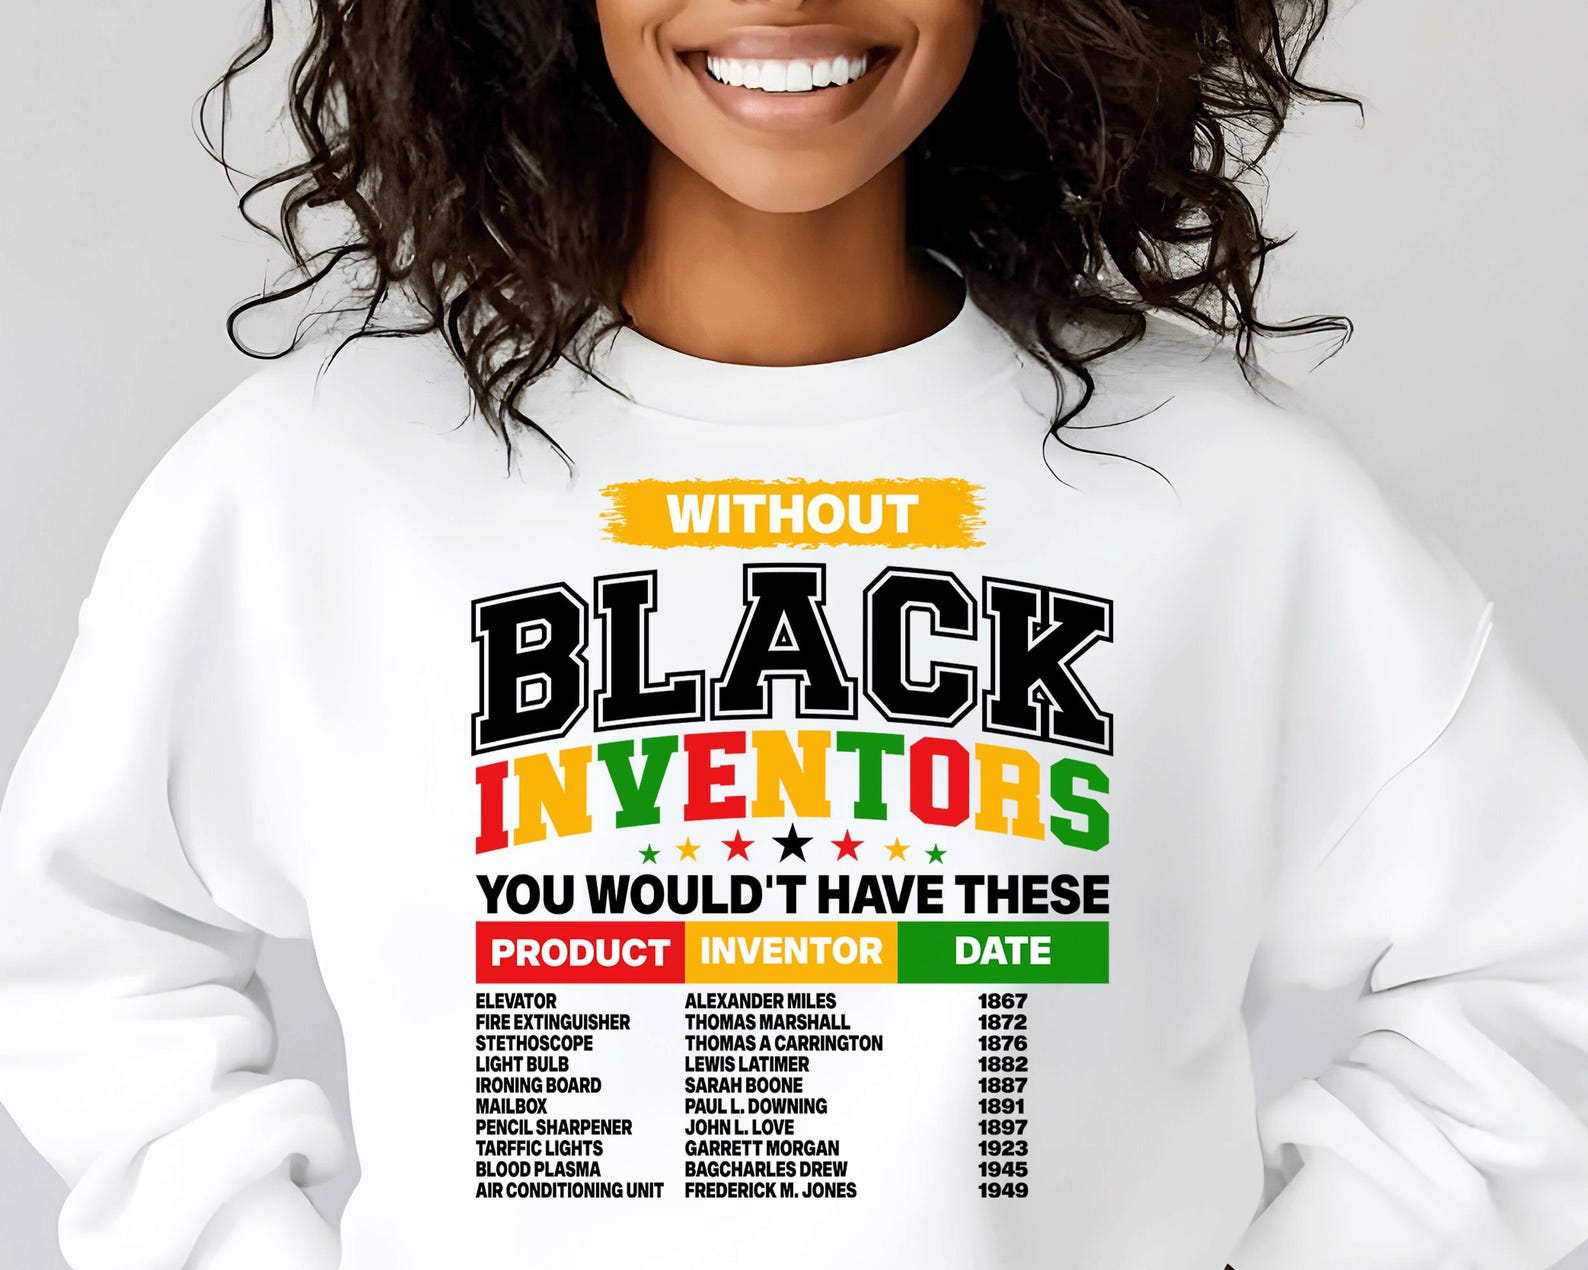 WITHOUT
BLACK
INVENTORS
YOU WOULD'T HAVE THESE
PRODUCT INVENTOR DATE
ELEVATOR ALEXANDER MILES 1867
FIRE EXTINGUISHER THOMAS MARSHALL 1872
STETHOSCOPE THOMAS A CARRINGTON 1876
LIGHT BULB LEWIS LATIMER 1882
IRONING BOARD SARAH BOONE 1887
MAILBOX PAUL L. DOWNING 1891
PENCIL SHARPENER JOHN L. LOVE 1897
TARFFIC LIGHTS GARRETT MORGAN 1923
BLOOD PLASMA BAGCHARLES DREW 1945
AIR CONDITIONING UNIT FREDERICK M. JONES 1949